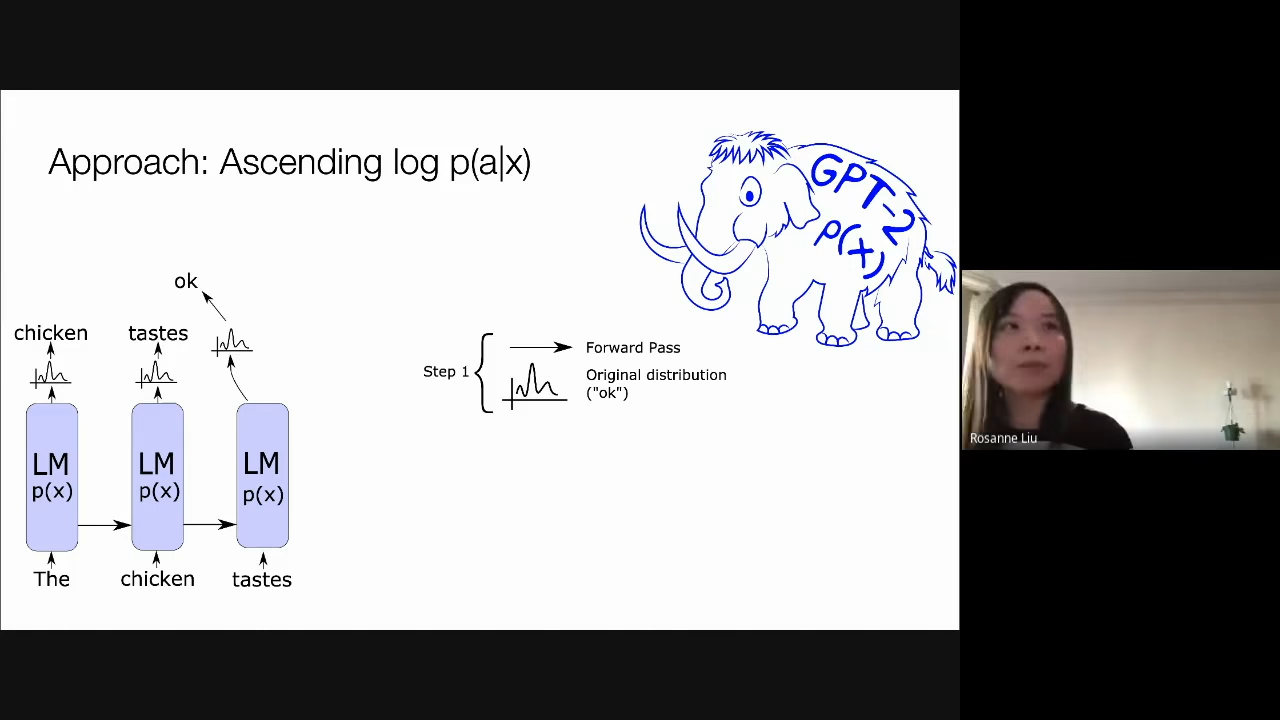 Approach: Ascending log p(a|x)
GPT-2
p(x)
ok
chicken
tastes
Step 1
Forward Pass
Original distribution
("ok")
LM
p(x)
LM
p(x)
LM
p(x)
The
chicken
tastes
Rosanne Liu